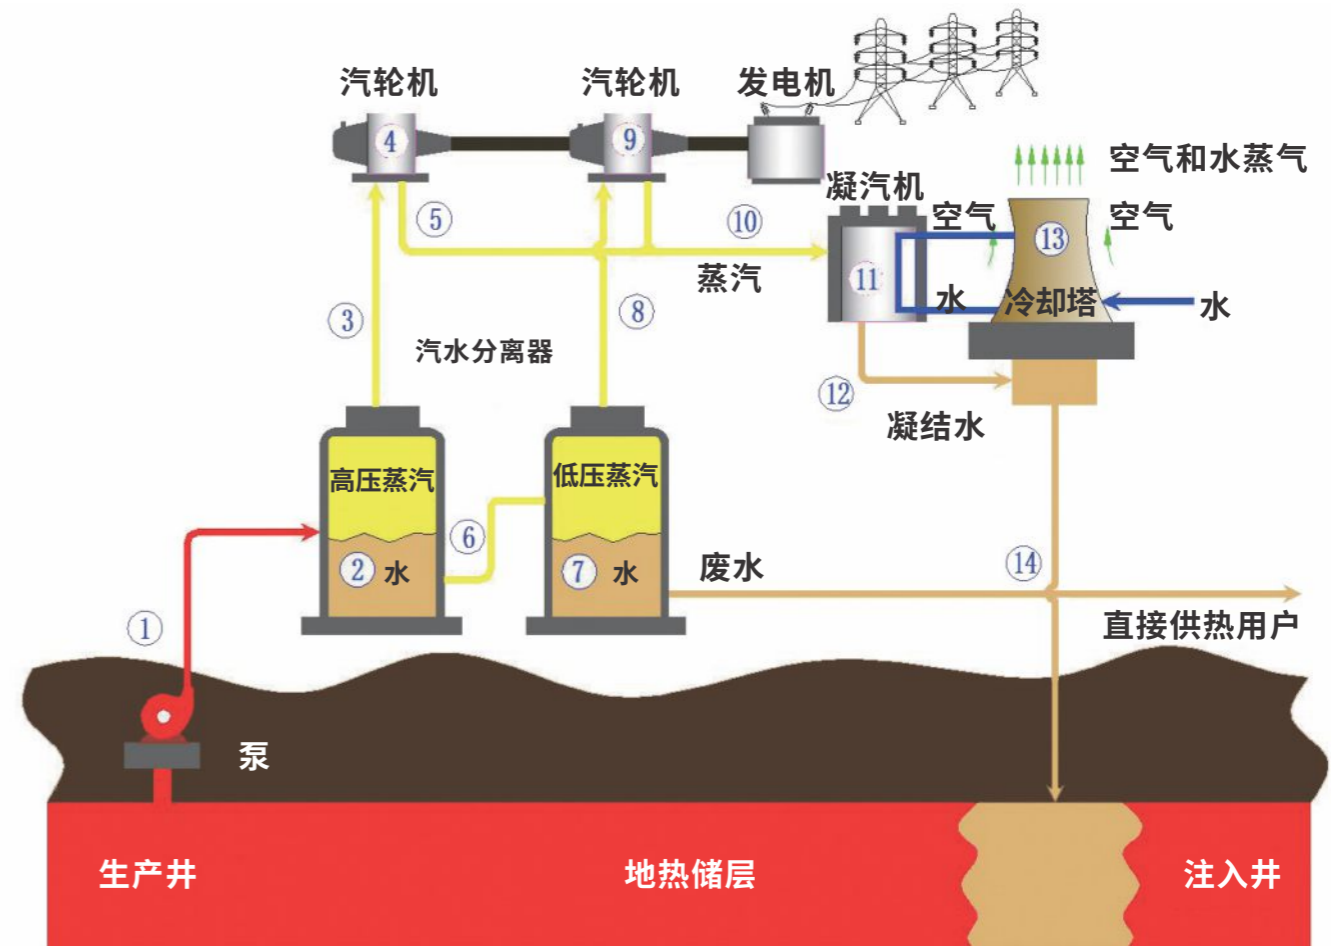 汽轮机
汽轮机
发电机
④
⑨
空气和水蒸气
凝汽机
⑤
⑩
空气
⑬
空气
蒸汽
⑪
水
冷却塔
水
③
⑧
汽水分离器
⑫
凝结水
高压蒸汽
低压蒸汽
⑥
②
水
⑦
水
废水
⑭
直接供热用户
①
泵
生产井
地热储层
注入井